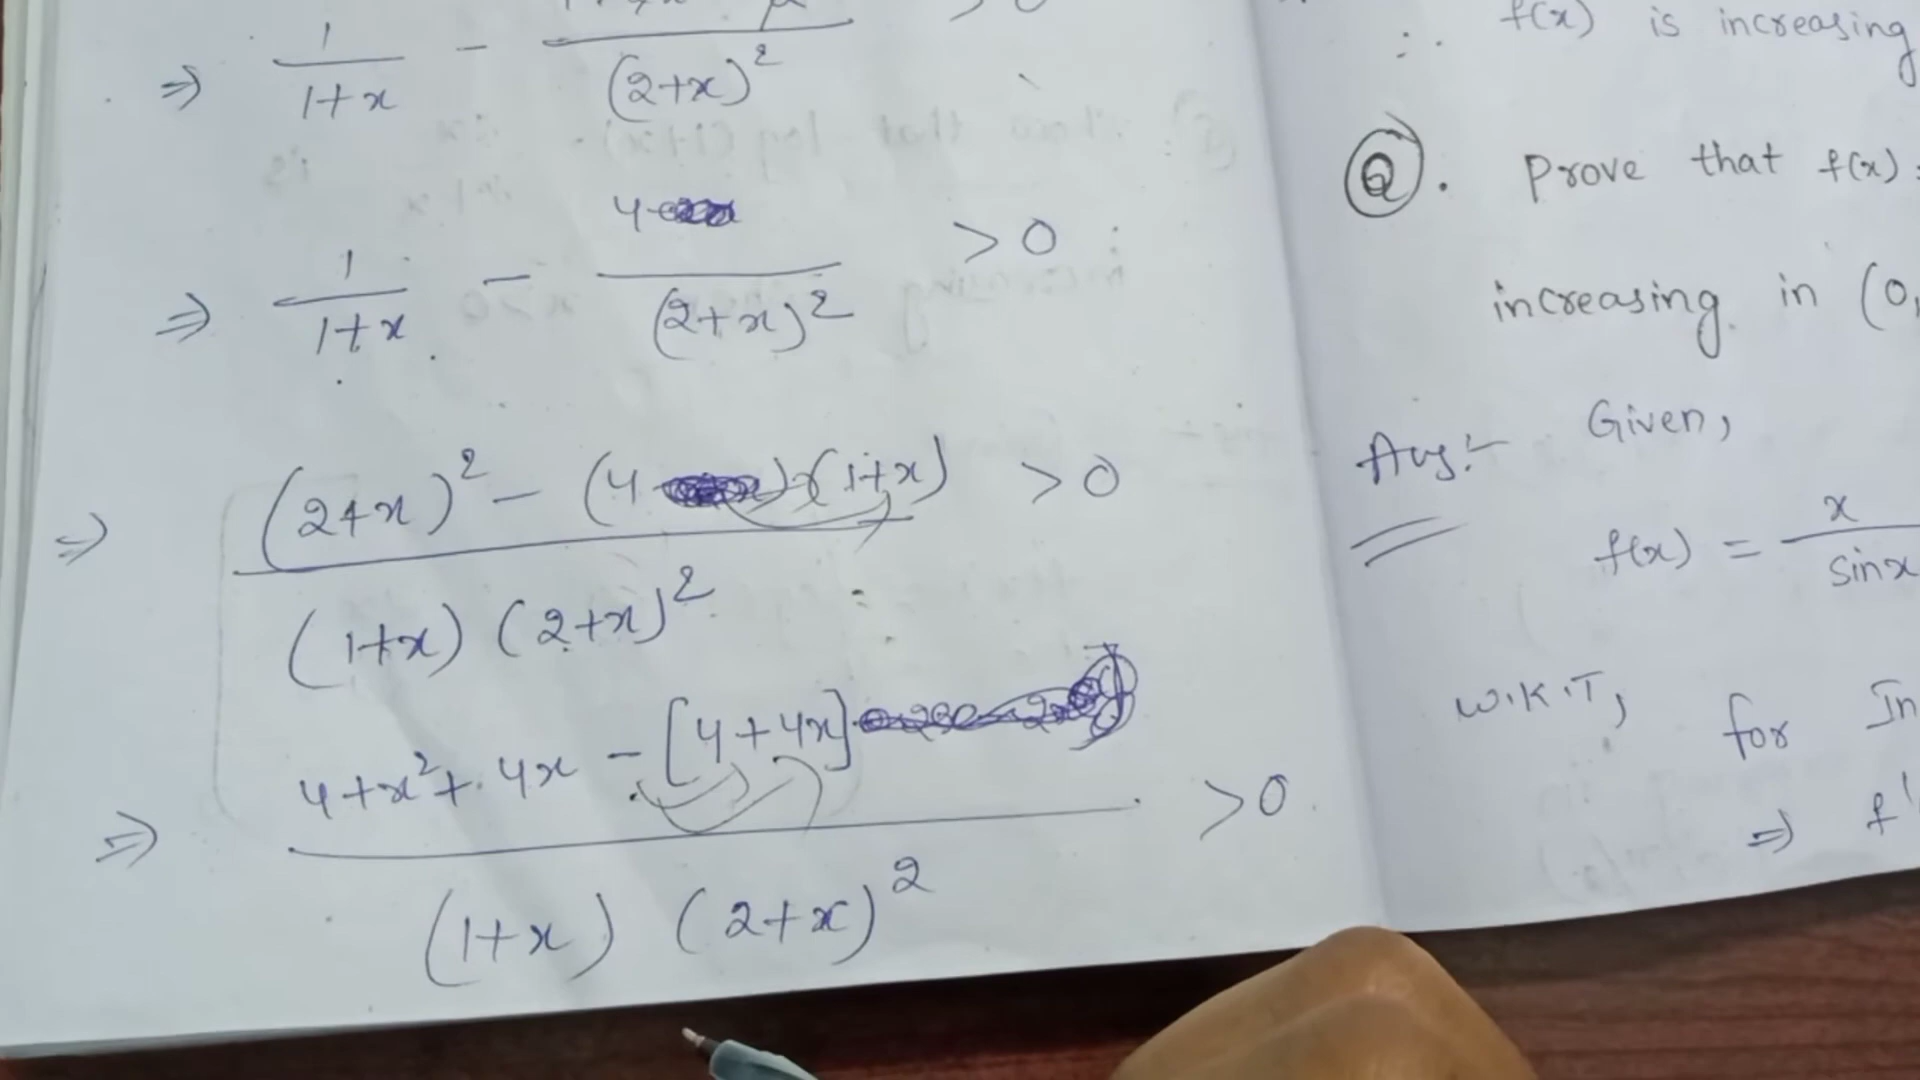 ⇒ 1/(1+x) - /(2+x)² > 0
⇒ 1/(1+x) - 4/(2+x)² > 0
⇒ ((2+x)² - (4)(1+x))/((1+x)(2+x)²) > 0
⇒ (4+x²+4x - [4+4x])/((1+x)(2+x)²) > 0
∴ f(x) is increasing
Q. Prove that f(x) =
increasing in (0,
Ans:- Given,
f(x) = x/sinx
W.K.T, for In
⇒ f'